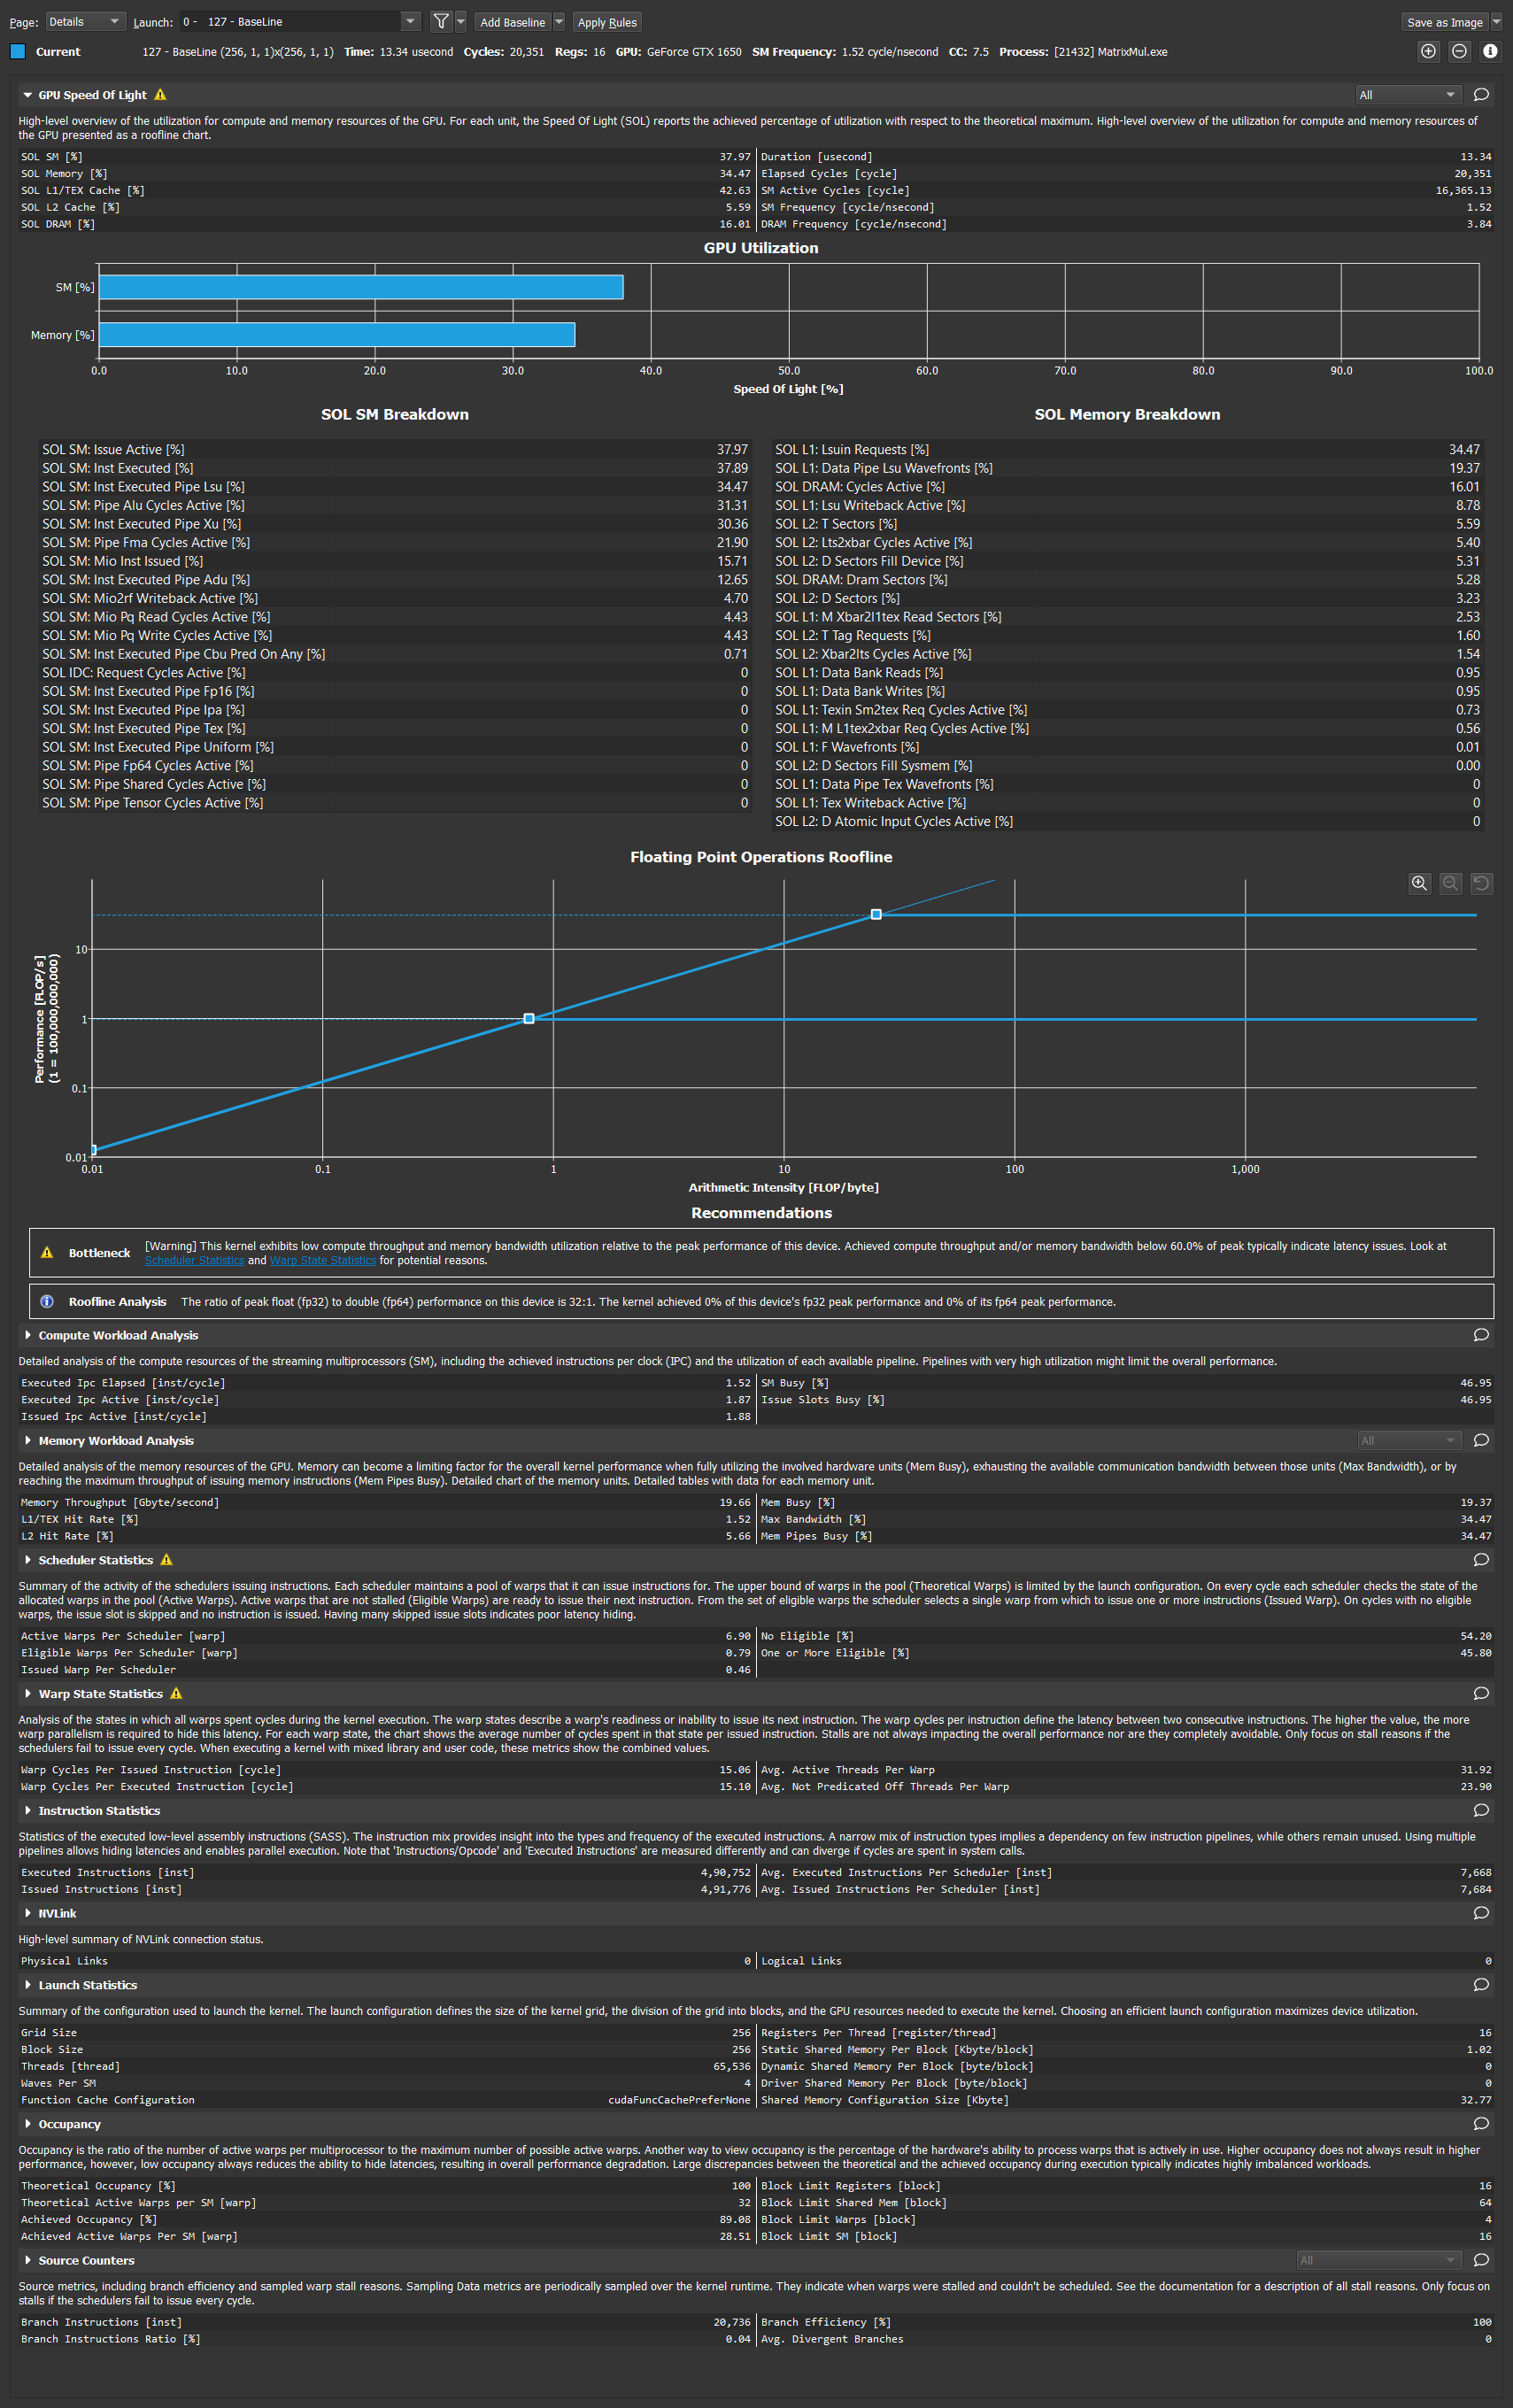 Page: Details Launch: 0 - 127 - BaseLine Add Baseline Apply Rules Save as Image
Current 127 - BaseLine (256, 1, 1)x(256, 1, 1) Time: 13.34 usecond Cycles: 20,351 Regs: 16 GPU: GeForce GTX 1650 SM Frequency: 1.52 cycle/nsecond CC: 7.5 Process: [21432] MatrixMul.exe
GPU Speed Of Light All
High-level overview of the utilization for compute and memory resources of the GPU. For each unit, the Speed Of Light (SOL) reports the achieved percentage of utilization with respect to the theoretical maximum. High-level overview of the utilization for compute and memory resources of
the GPU presented as a roofline chart.
SOL SM [%] 37.97 Duration [usecond] 13.34
SOL Memory [%] 34.47 Elapsed Cycles [cycle] 20,351
SOL L1/TEX Cache [%] 42.63 SM Active Cycles [cycle] 16,365.13
SOL L2 Cache [%] 5.59 SM Frequency [cycle/nsecond] 1.52
SOL DRAM [%] 16.01 DRAM Frequency [cycle/nsecond] 3.84
GPU Utilization
SM [%]
Memory [%]
0.0 10.0 20.0 30.0 40.0 50.0 60.0 70.0 80.0 90.0 100.0
Speed Of Light [%]
SOL SM Breakdown
SOL SM: Issue Active [%] 37.97
SOL SM: Inst Executed [%] 37.89
SOL SM: Inst Executed Pipe Lsu [%] 34.47
SOL SM: Pipe Alu Cycles Active [%] 31.31
SOL SM: Inst Executed Pipe Xu [%] 30.36
SOL SM: Pipe Fma Cycles Active [%] 21.90
SOL SM: Mio Inst Issued [%] 15.71
SOL SM: Inst Executed Pipe Adu [%] 12.65
SOL SM: Mio2rf Writeback Active [%] 4.70
SOL SM: Mio Pq Read Cycles Active [%] 4.43
SOL SM: Mio Pq Write Cycles Active [%] 4.43
SOL SM: Inst Executed Pipe Cbu Pred On Any [%] 0.71
SOL IDC: Request Cycles Active [%] 0
SOL SM: Inst Executed Pipe Fp16 [%] 0
SOL SM: Inst Executed Pipe Ipa [%] 0
SOL SM: Inst Executed Pipe Tex [%] 0
SOL SM: Inst Executed Pipe Uniform [%] 0
SOL SM: Pipe Fp64 Cycles Active [%] 0
SOL SM: Pipe Shared Cycles Active [%] 0
SOL SM: Pipe Tensor Cycles Active [%] 0
SOL Memory Breakdown
SOL L1: Lsuin Requests [%] 34.47
SOL L1: Data Pipe Lsu Wavefronts [%] 19.37
SOL DRAM: Cycles Active [%] 16.01
SOL L1: Lsu Writeback Active [%] 8.78
SOL L2: T Sectors [%] 5.59
SOL L2: Lts2xbar Cycles Active [%] 5.40
SOL L2: D Sectors Fill Device [%] 5.31
SOL DRAM: Dram Sectors [%] 5.28
SOL L2: D Sectors [%] 3.23
SOL L1: M Xbar2l1tex Read Sectors [%] 2.53
SOL L2: T Tag Requests [%] 1.60
SOL L2: Xbar2lts Cycles Active [%] 1.54
SOL L1: Data Bank Reads [%] 0.95
SOL L1: Data Bank Writes [%] 0.95
SOL L1: Texin Sm2tex Req Cycles Active [%] 0.73
SOL L1: M L1tex2xbar Req Cycles Active [%] 0.56
SOL L1: F Wavefronts [%] 0.01
SOL L2: D Sectors Fill Sysmem [%] 0.00
SOL L1: Data Pipe Tex Wavefronts [%] 0
SOL L1: Tex Writeback Active [%] 0
SOL L2: D Atomic Input Cycles Active [%] 0
Floating Point Operations Roofline
Performance [FLOP/s]
(1 = 100,000,000,000)
10
1
0.1
0.01
0.01 0.1 1 10 100 1,000
Arithmetic Intensity [FLOP/byte]
Recommendations
Bottleneck [Warning] This kernel exhibits low compute throughput and memory bandwidth utilization relative to the peak performance of this device. Achieved compute throughput and/or memory bandwidth below 60.0% of peak typically indicate latency issues. Look at
Scheduler Statistics and Warp State Statistics for potential reasons.
Roofline Analysis The ratio of peak float (fp32) to double (fp64) performance on this device is 32:1. The kernel achieved 0% of this device's fp32 peak performance and 0% of its fp64 peak performance.
Compute Workload Analysis
Detailed analysis of the compute resources of the streaming multiprocessors (SM), including the achieved instructions per clock (IPC) and the utilization of each available pipeline. Pipelines with very high utilization might limit the overall performance.
Executed Ipc Elapsed [inst/cycle] 1.52 SM Busy [%] 46.95
Executed Ipc Active [inst/cycle] 1.87 Issue Slots Busy [%] 46.95
Issued Ipc Active [inst/cycle] 1.88
Memory Workload Analysis All
Detailed analysis of the memory resources of the GPU. Memory can become a limiting factor for the overall kernel performance when fully utilizing the involved hardware units (Mem Busy), exhausting the available communication bandwidth between those units (Max Bandwidth), or by
reaching the maximum throughput of issuing memory instructions (Mem Pipes Busy). Detailed chart of the memory units. Detailed tables with data for each memory unit.
Memory Throughput [Gbyte/second] 19.66 Mem Busy [%] 19.37
L1/TEX Hit Rate [%] 1.52 Max Bandwidth [%] 34.47
L2 Hit Rate [%] 5.66 Mem Pipes Busy [%] 34.47
Scheduler Statistics
Summary of the activity of the schedulers issuing instructions. Each scheduler maintains a pool of warps that it can issue instructions for. The upper bound of warps in the pool (Theoretical Warps) is limited by the launch configuration. On every cycle each scheduler checks the state of the
allocated warps in the pool (Active Warps). Active warps that are not stalled (Eligible Warps) are ready to issue their next instruction. From the set of eligible warps the scheduler selects a single warp from which to issue one or more instructions (Issued Warp). On cycles with no eligible
warps, the issue slot is skipped and no instruction is issued. Having many skipped issue slots indicates poor latency hiding.
Active Warps Per Scheduler [warp] 6.90 No Eligible [%] 54.20
Eligible Warps Per Scheduler [warp] 0.79 One or More Eligible [%] 45.80
Issued Warp Per Scheduler 0.46
Warp State Statistics
Analysis of the states in which all warps spent cycles during the kernel execution. The warp states describe a warp's readiness or inability to issue its next instruction. The warp cycles per instruction define the latency between two consecutive instructions. The higher the value, the more
warp parallelism is required to hide this latency. For each warp state, the chart shows the average number of cycles spent in that state per issued instruction. Stalls are not always impacting the overall performance nor are they completely avoidable. Only focus on stall reasons if the
schedulers fail to issue every cycle. When executing a kernel with mixed library and user code, these metrics show the combined values.
Warp Cycles Per Issued Instruction [cycle] 15.06 Avg. Active Threads Per Warp 31.92
Warp Cycles Per Executed Instruction [cycle] 15.10 Avg. Not Predicated Off Threads Per Warp 23.90
Instruction Statistics
Statistics of the executed low-level assembly instructions (SASS). The instruction mix provides insight into the types and frequency of the executed instructions. A narrow mix of instruction types implies a dependency on few instruction pipelines, while others remain unused. Using multiple
pipelines allows hiding latencies and enables parallel execution. Note that 'Instructions/Opcode' and 'Executed Instructions' are measured differently and can diverge if cycles are spent in system calls.
Executed Instructions [inst] 4,90,752 Avg. Executed Instructions Per Scheduler [inst] 7,668
Issued Instructions [inst] 4,91,776 Avg. Issued Instructions Per Scheduler [inst] 7,684
NVLink
High-level summary of NVLink connection status.
Physical Links 0 Logical Links 0
Launch Statistics
Summary of the configuration used to launch the kernel. The launch configuration defines the size of the kernel grid, the division of the grid into blocks, and the GPU resources needed to execute the kernel. Choosing an efficient launch configuration maximizes device utilization.
Grid Size 256 Registers Per Thread [register/thread] 16
Block Size 256 Static Shared Memory Per Block [Kbyte/block] 1.02
Threads [thread] 65,536 Dynamic Shared Memory Per Block [byte/block] 0
Waves Per SM 4 Driver Shared Memory Per Block [byte/block] 0
Function Cache Configuration cudaFuncCachePreferNone Shared Memory Configuration Size [Kbyte] 32.77
Occupancy
Occupancy is the ratio of the number of active warps per multiprocessor to the maximum number of possible active warps. Another way to view occupancy is the percentage of the hardware's ability to process warps that is actively in use. Higher occupancy does not always result in higher
performance, however, low occupancy always reduces the ability to hide latencies, resulting in overall performance degradation. Large discrepancies between the theoretical and the achieved occupancy during execution typically indicates highly imbalanced workloads.
Theoretical Occupancy [%] 100 Block Limit Registers [block] 16
Theoretical Active Warps per SM [warp] 32 Block Limit Shared Mem [block] 64
Achieved Occupancy [%] 89.08 Block Limit Warps [block] 4
Achieved Active Warps Per SM [warp] 28.51 Block Limit SM [block] 16
Source Counters All
Source metrics, including branch efficiency and sampled warp stall reasons. Sampling Data metrics are periodically sampled over the kernel runtime. They indicate when warps were stalled and couldn't be scheduled. See the documentation for a description of all stall reasons. Only focus on
stalls if the schedulers fail to issue every cycle.
Branch Instructions [inst] 20,736 Branch Efficiency [%] 100
Branch Instructions Ratio [%] 0.04 Avg. Divergent Branches 0